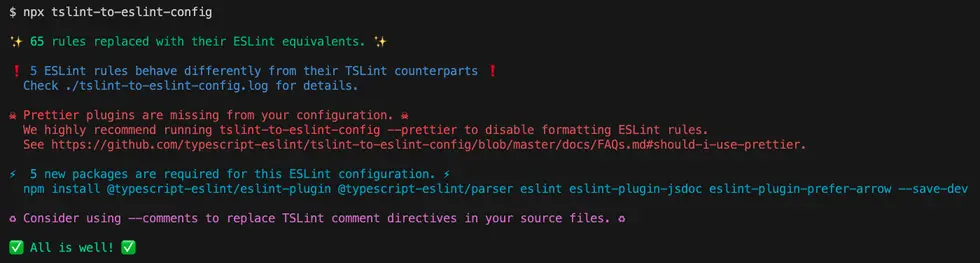 $ npx tslint-to-eslint-config
✨ 65 rules replaced with their ESLint equivalents. ✨
❗ 5 ESLint rules behave differently from their TSLint counterparts ❗
Check ./tslint-to-eslint-config.log for details.
☠ Prettier plugins are missing from your configuration. ☠
We highly recommend running tslint-to-eslint-config --prettier to disable formatting ESLint rules.
See https://github.com/typescript-eslint/tslint-to-eslint-config/blob/master/docs/FAQs.md#should-i-use-prettier.
⚡ 5 new packages are required for this ESLint configuration. ⚡
npm install @typescript-eslint/eslint-plugin @typescript-eslint/parser eslint eslint-plugin-jsdoc eslint-plugin-prefer-arrow --save-dev
♻ Consider using --comments to replace TSLint comment directives in your source files. ♻
✅ All is well! ✅